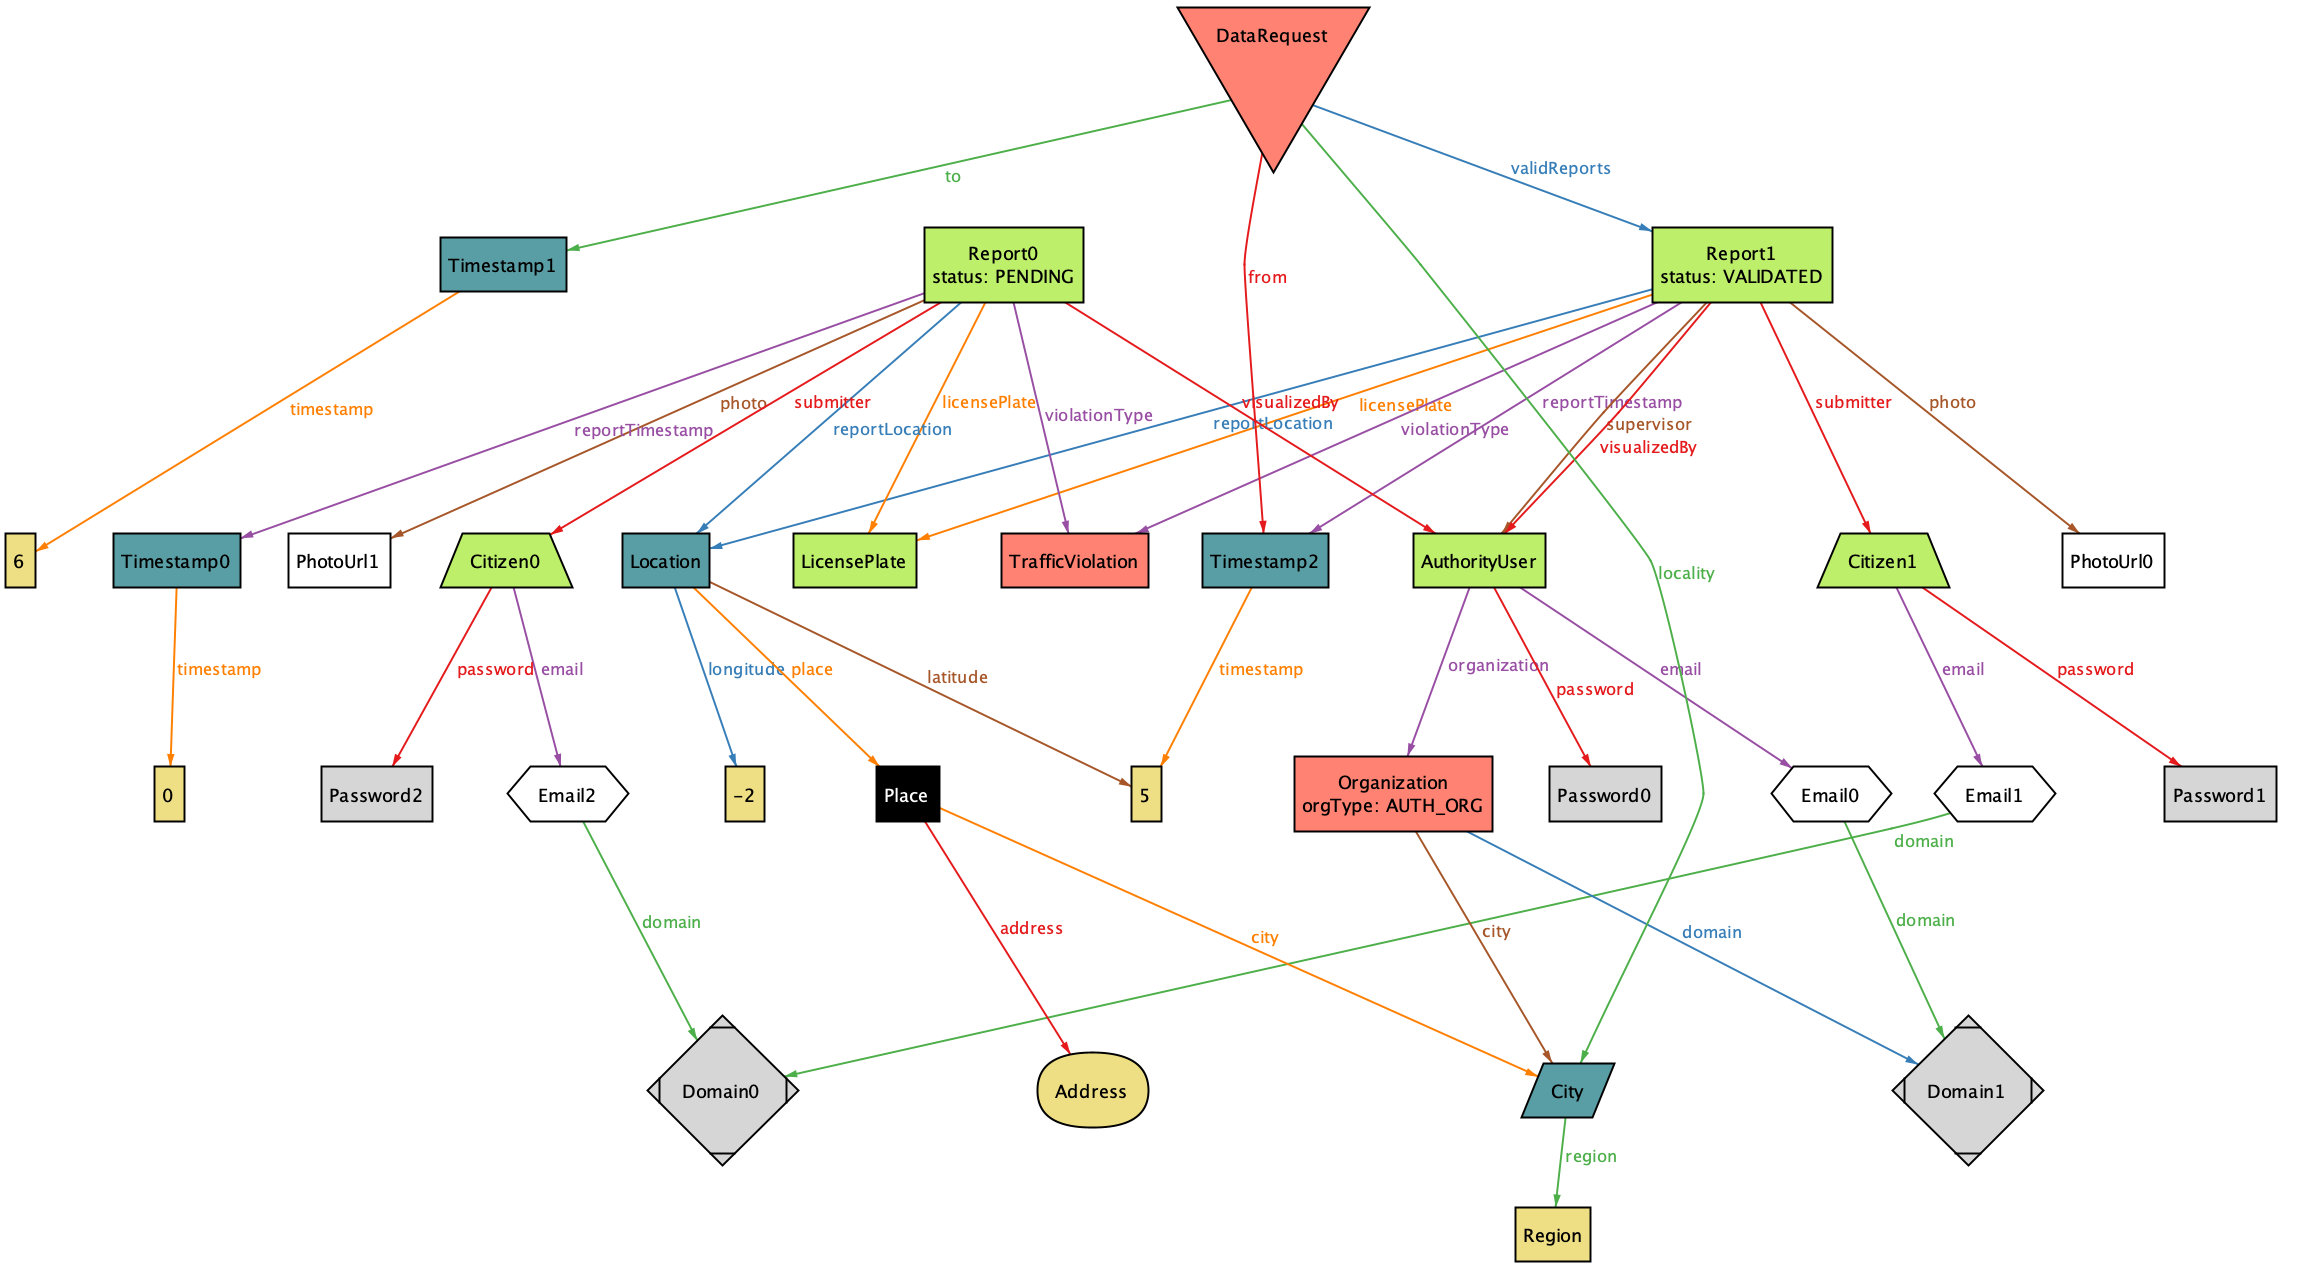 DataRequest
to
validReports
Timestamp1
Report0
status: PENDING
from
Report1
status: VALIDATED
timestamp
reportTimestamp
photo
submitter
reportLocation
licensePlate
violationType
visualizedBy
reportLocation
licensePlate
violationType
reportTimestamp
supervisor
visualizedBy
submitter
photo
6
Timestamp0
PhotoUrl1
Citizen0
Location
LicensePlate
TrafficViolation
Timestamp2
AuthorityUser
locality
Citizen1
PhotoUrl0
timestamp
password
email
longitude
place
latitude
timestamp
organization
password
email
email
password
0
Password2
Email2
-2
Place
5
Organization
orgType: AUTH_ORG
Password0
Email0
Email1
Password1
domain
domain
address
city
city
domain
domain
Domain0
Address
City
Domain1
region
Region